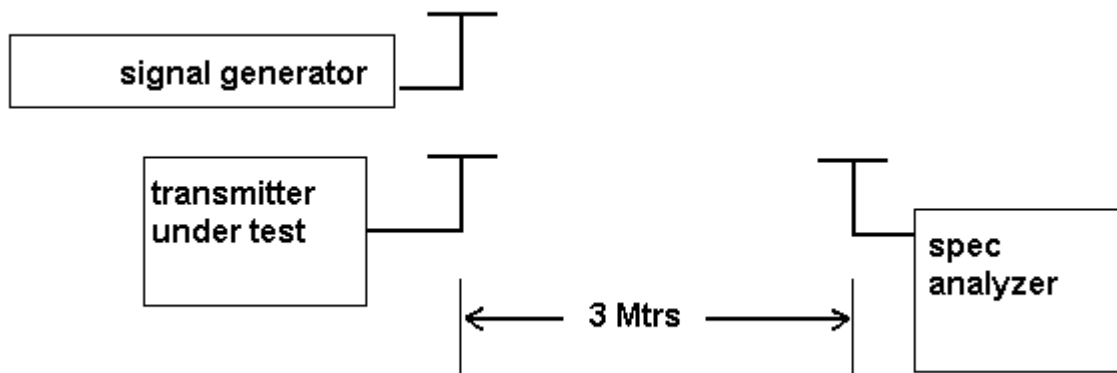 signal generator
transmitter
under test
spec
analyzer
3 Mtrs